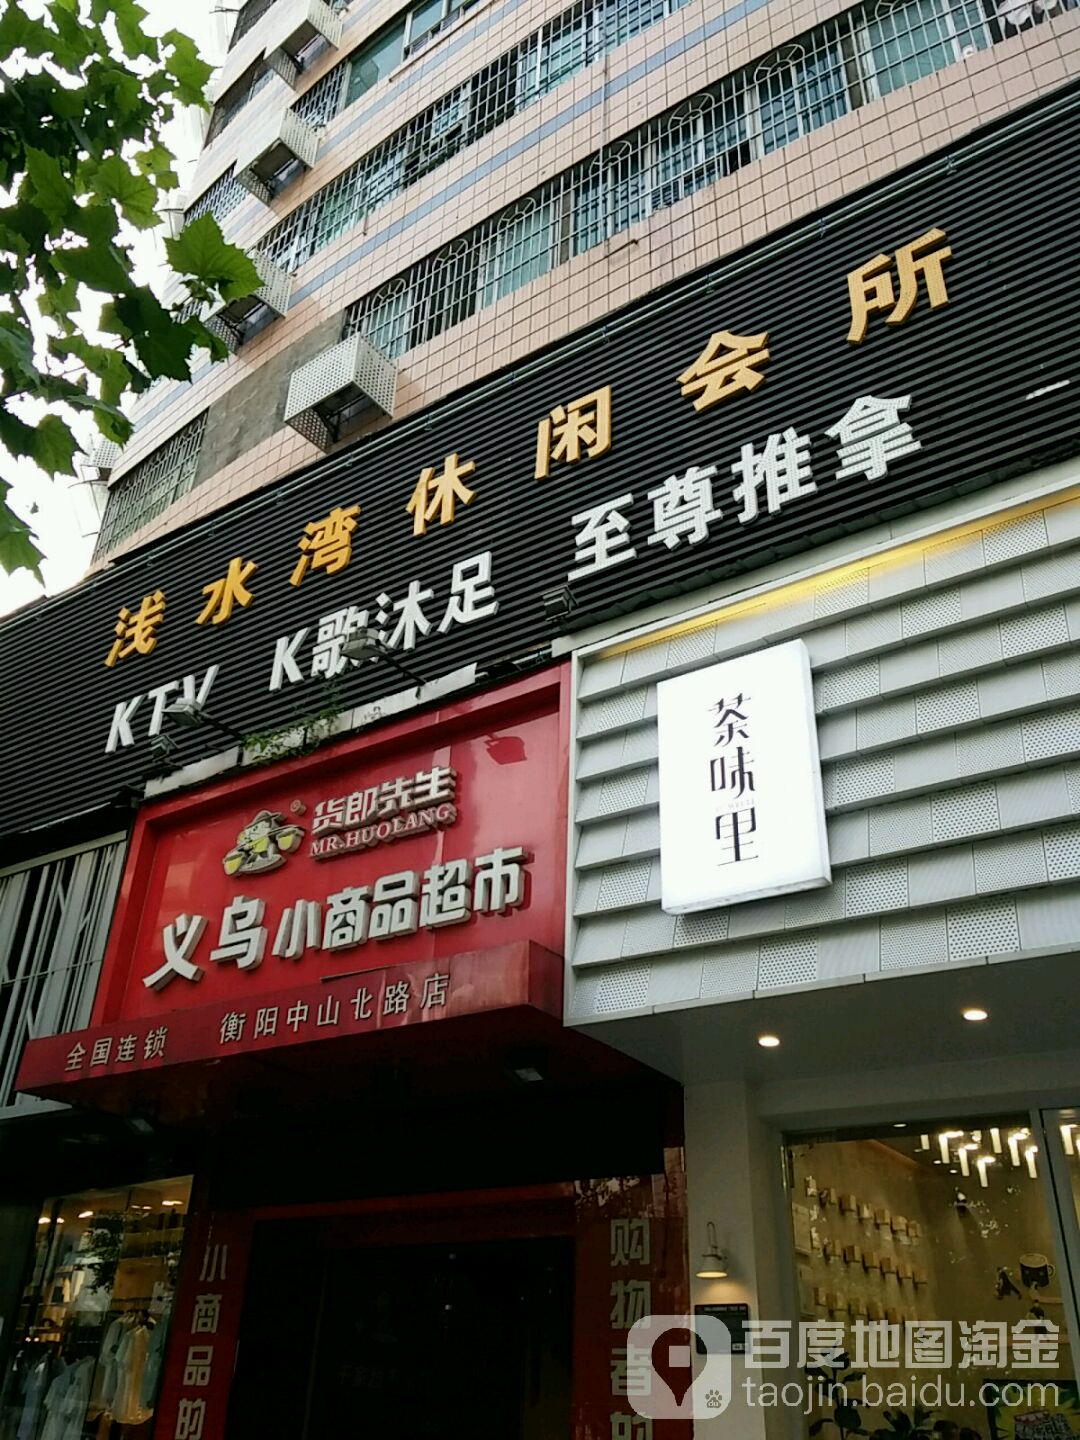 浅水湾休闲会所
KTV K歌沐足 至尊推拿
茶味里
货郎先生
MR.HUOLANG
义乌小商品超市
全国连锁 衡阳中山北路店
小商品的
购物者的
百度地图淘金
taojin.baidu.com